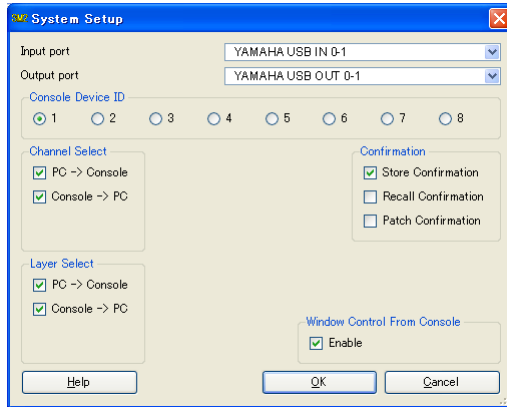 SM2 System Setup
Input port YAMAHA USB IN 0-1
Output port YAMAHA USB OUT 0-1
Console Device ID
1 2 3 4 5 6 7 8
Channel Select
PC -> Console
Console -> PC
Confirmation
Store Confirmation
Recall Confirmation
Patch Confirmation
Layer Select
PC -> Console
Console -> PC
Window Control From Console
Enable
Help OK Cancel